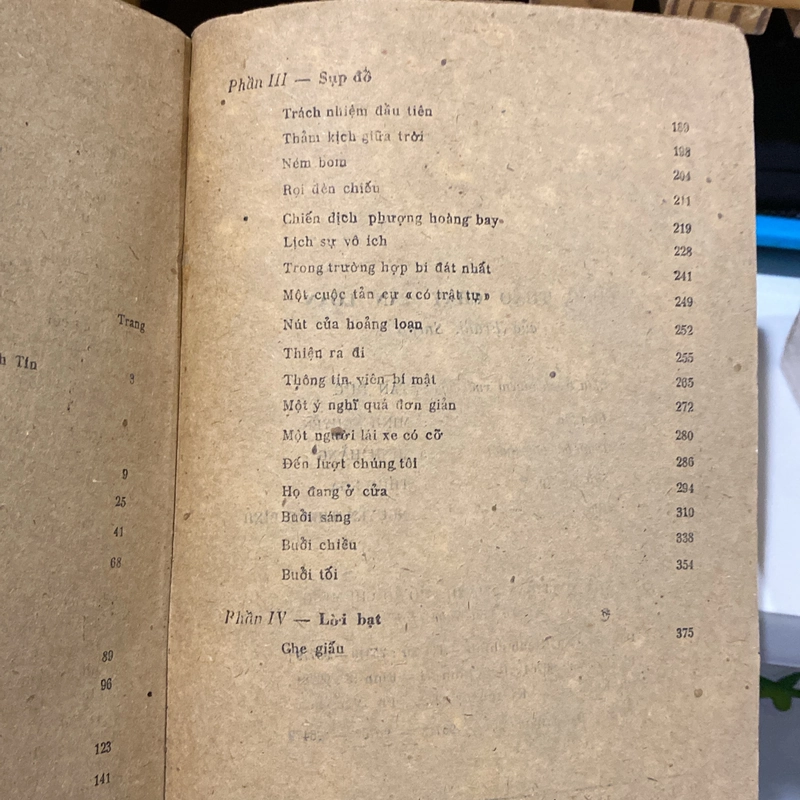 Trang
h Tín
3
9
25
41
68
89
96
123
141
Phần III — Sụp đổ
Trách nhiệm đầu tiên 189
Thảm kịch giữa trời 198
Ném bom 204
Rọi đèn chiếu 211
Chiến dịch phượng hoàng bay 219
Lịch sự vô ích 228
Trong trường hợp bi đát nhất 241
Một cuộc tản cư « có trật tự » 249
Nút của hoảng loạn 252
Thiện ra đi 255
Thông tin viên bí mật 265
Một ý nghĩ quá đơn giản 272
Một người lái xe có cỡ 280
Đến lượt chúng tôi 286
Họ đang ở cửa 294
Buổi sáng 310
Buổi chiều 338
Buổi tối 354
Phần IV — Lời bạt
Ghe giấu 375